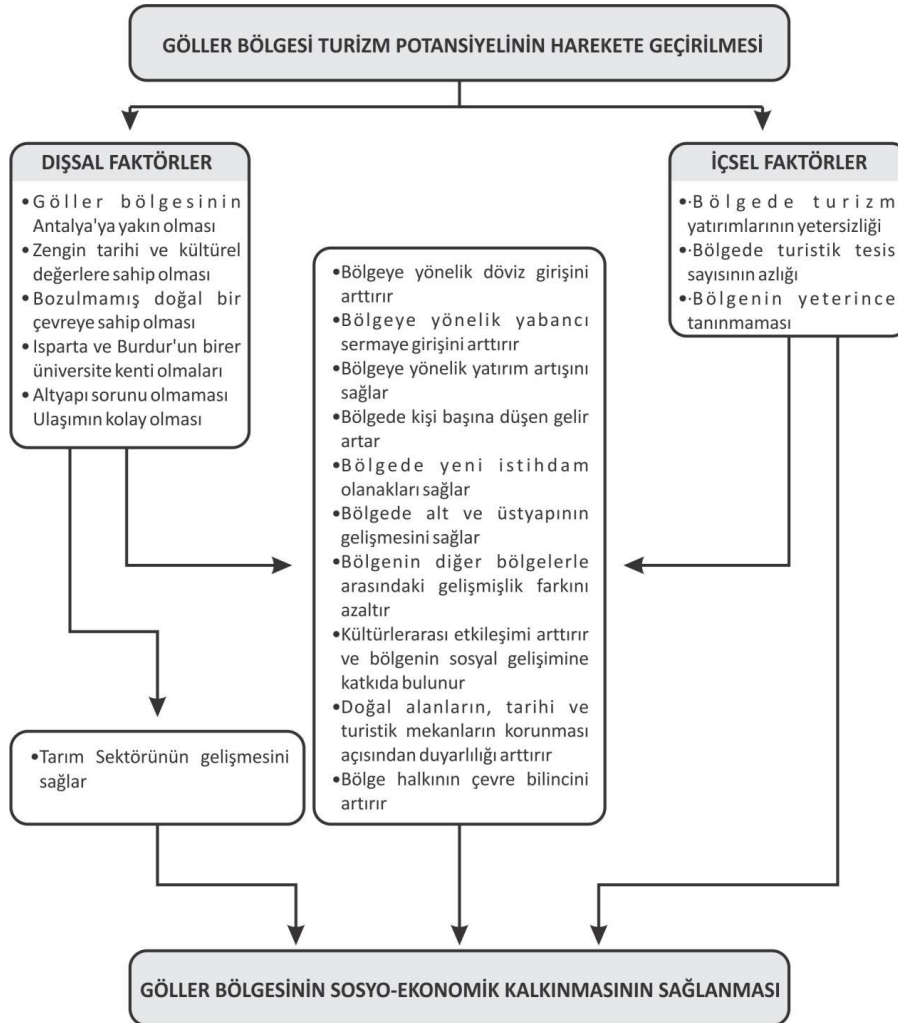 GÖLLER BÖLGESİ TURİZM POTANSİYELİNİN HAREKETE GEÇİRİLMESİ
DIŞSAL FAKTÖRLER
•Göller bölgesinin
Antalya'ya yakın olması
•Zengin tarihi ve kültürel
değerlere sahip olması
•Bozulmamış doğal bir
çevreye sahip olması
•Isparta ve Burdur'un birer
üniversite kenti olmaları
•Altyapı sorunu olmaması
Ulaşımın kolay olması
İÇSEL FAKTÖRLER
•·Bölgede turizm
yatırımlarının yetersizliği
•·Bölgede turistik tesis
sayısının azlığı
•·Bölgenin yeterince
tanınmaması
•Bölgeye yönelik döviz girişini
arttırır
•Bölgeye yönelik yabancı
sermaye girişini arttırır
•Bölgeye yönelik yatırım artışını
sağlar
•Bölgede kişi başına düşen gelir
artar
•Bölgede yeni istihdam
olanakları sağlar
•Bölgede alt ve üstyapının
gelişmesini sağlar
•Bölgenin diğer bölgelerle
arasındaki gelişmişlik farkını
azaltır
•Kültürlerarası etkileşimi arttırır
ve bölgenin sosyal gelişimine
katkıda bulunur
•Doğal alanların, tarihi ve
turistik mekanların korunması
açısından duyarlılığı arttırır
•Bölge halkının çevre bilincini
artırır
•Tarım Sektörünün gelişmesini
sağlar
GÖLLER BÖLGESİNİN SOSYO-EKONOMİK KALKINMASININ SAĞLANMASI